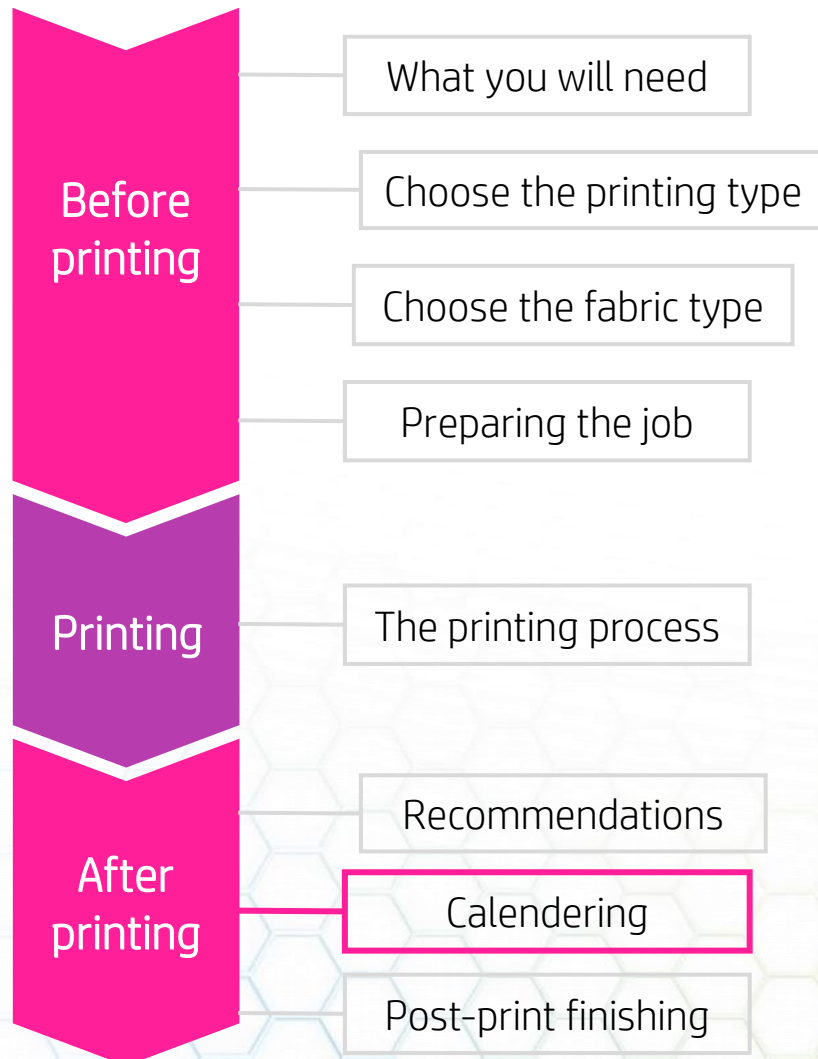 Before
printing
What you will need
Choose the printing type
Choose the fabric type
Preparing the job
Printing
The printing process
After
printing
Recommendations
Calendering
Post-print finishing